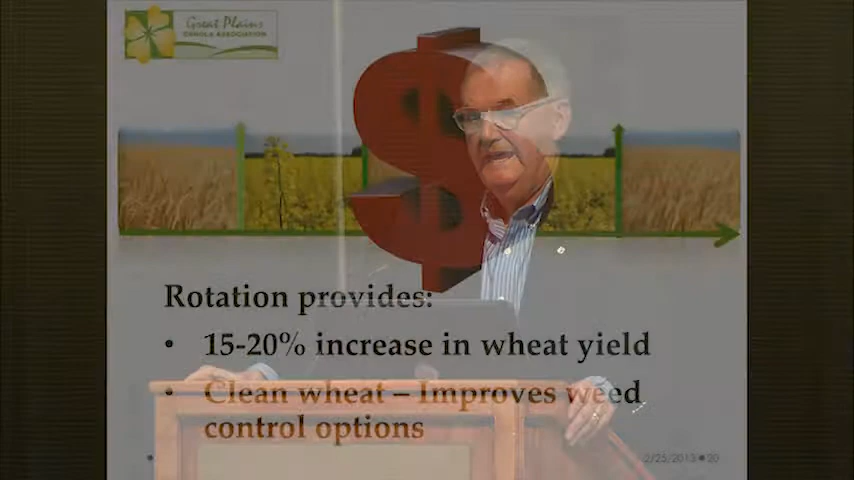 Great Plains
CANOLA ASSOCIATION
Rotation provides:
• 15-20% increase in wheat yield
• Clean wheat – Improves weed
control options
2/25/2013 • 20